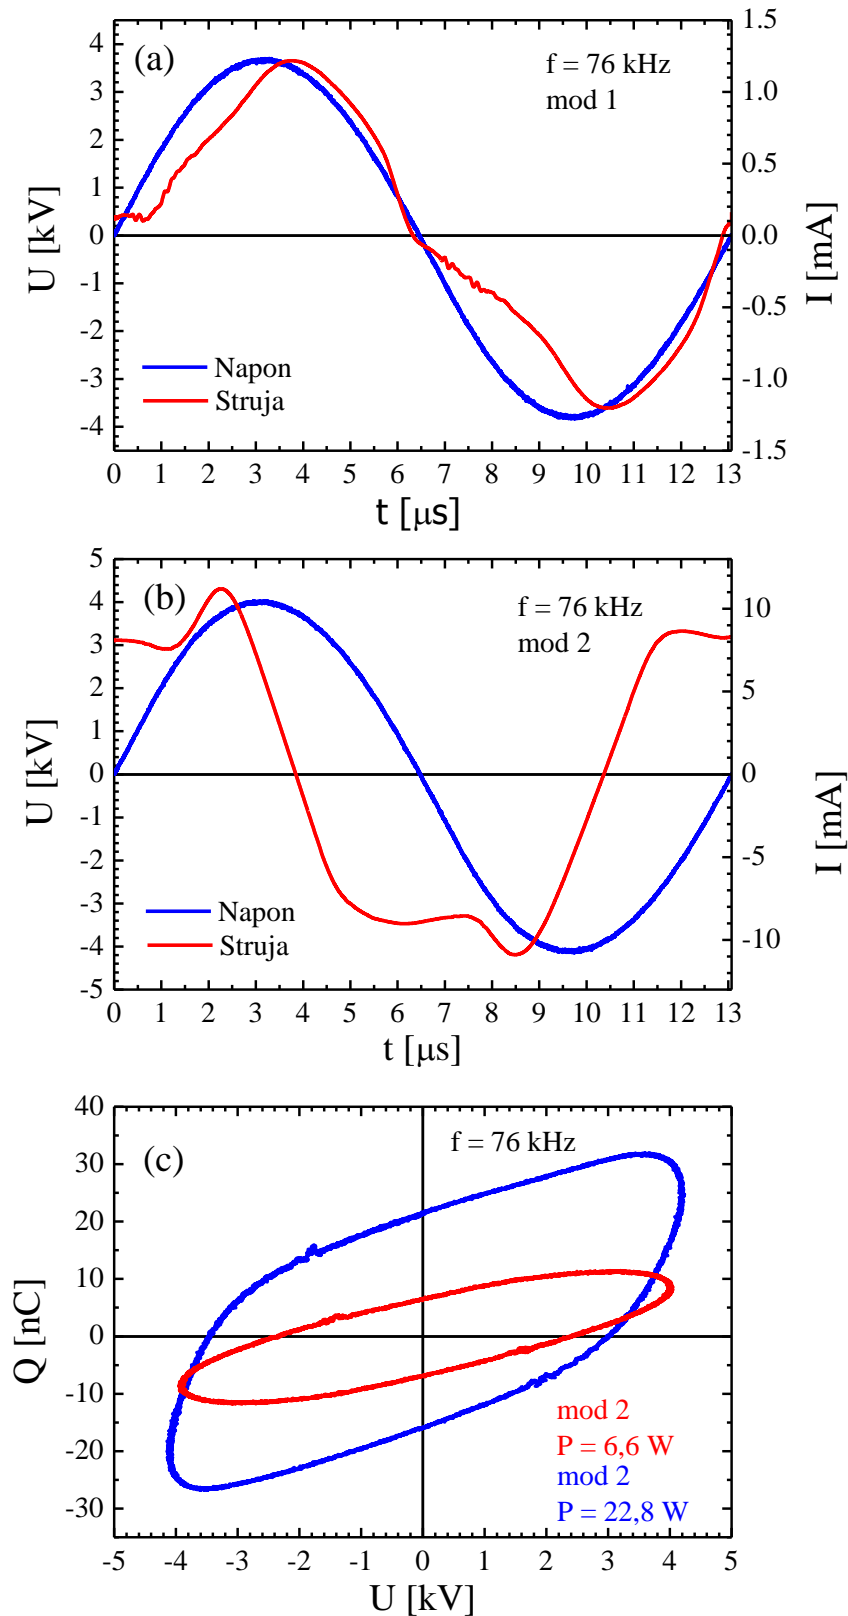 (a)
f = 76 kHz
mod 1
U [kV]
4
3
2
1
0
-1
-2
-3
-4
I [mA]
1.5
1.2
0.9
0.6
0.3
0.0
-0.5
-1.0
-1.5
Napon
Struja
0 1 2 3 4 5 6 7 8 9 10 11 12 13
t [μs]
(b)
f = 76 kHz
mod 2
U [kV]
5
4
3
2
1
0
-1
-2
-3
-4
-5
I [mA]
10
5
0
-5
-10
Napon
Struja
0 1 2 3 4 5 6 7 8 9 10 11 12 13
t [μs]
(c)
f = 76 kHz
Q [nC]
40
30
20
10
0
-10
-20
-30
mod 2
P = 6,6 W
mod 2
P = 22,8 W
-5 -4 -3 -2 -1 0 1 2 3 4 5
U [kV]